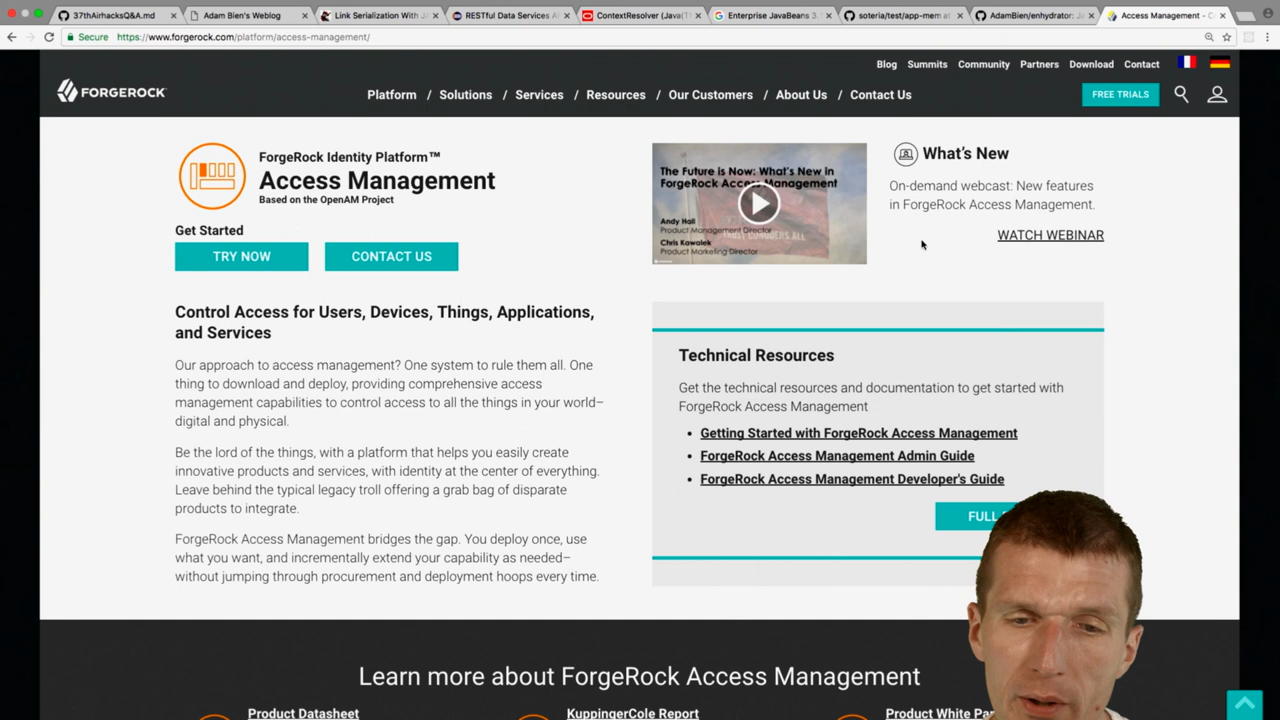 37thAirhacksQ&A.md
Adam Bien's Weblog
Link Serialization With J
RESTful Data Services A
ContextResolver (Java(T
Enterprise JavaBeans 3.
soteria/test/app-mem at
AdamBien/enhydrator: Ja
Access Management - C
Secure
https://www.forgerock.com/platform/access-management/
Blog Summits Community Partners Download Contact
FORGEROCK
Platform / Solutions / Services / Resources / Our Customers / About Us / Contact Us
FREE TRIALS
ForgeRock Identity Platform™
Access Management
Based on the OpenAM Project
Get Started
TRY NOW
CONTACT US
The Future is Now: What's New in
ForgeRock Access Management
Andy Hall
Product Management Director
Chris Kawalek
Product Marketing Director
TRUST CONQUERS ALL
What's New
On-demand webcast: New features
in ForgeRock Access Management.
WATCH WEBINAR
Control Access for Users, Devices, Things, Applications,
and Services
Our approach to access management? One system to rule them all. One
thing to download and deploy, providing comprehensive access
management capabilities to control access to all the things in your world–
digital and physical.
Be the lord of the things, with a platform that helps you easily create
innovative products and services, with identity at the center of everything.
Leave behind the typical legacy troll offering a grab bag of disparate
products to integrate.
ForgeRock Access Management bridges the gap. You deploy once, use
what you want, and incrementally extend your capability as needed–
without jumping through procurement and deployment hoops every time.
Technical Resources
Get the technical resources and documentation to get started with
ForgeRock Access Management
• Getting Started with ForgeRock Access Management
• ForgeRock Access Management Admin Guide
• ForgeRock Access Management Developer's Guide
FULL
Learn more about ForgeRock Access Management
Product Datasheet
KuppingerCole Report
Product White Pa